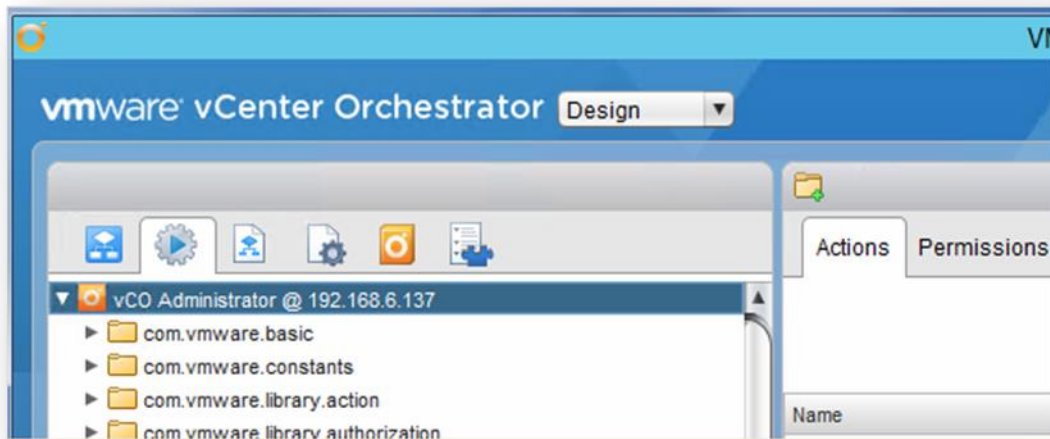 VM
vmware vCenter Orchestrator Design
Actions Permissions
vCO Administrator @ 192.168.6.137
com.vmware.basic
com.vmware.constants
com.vmware.library.action
com.vmware.library.authorization
Name